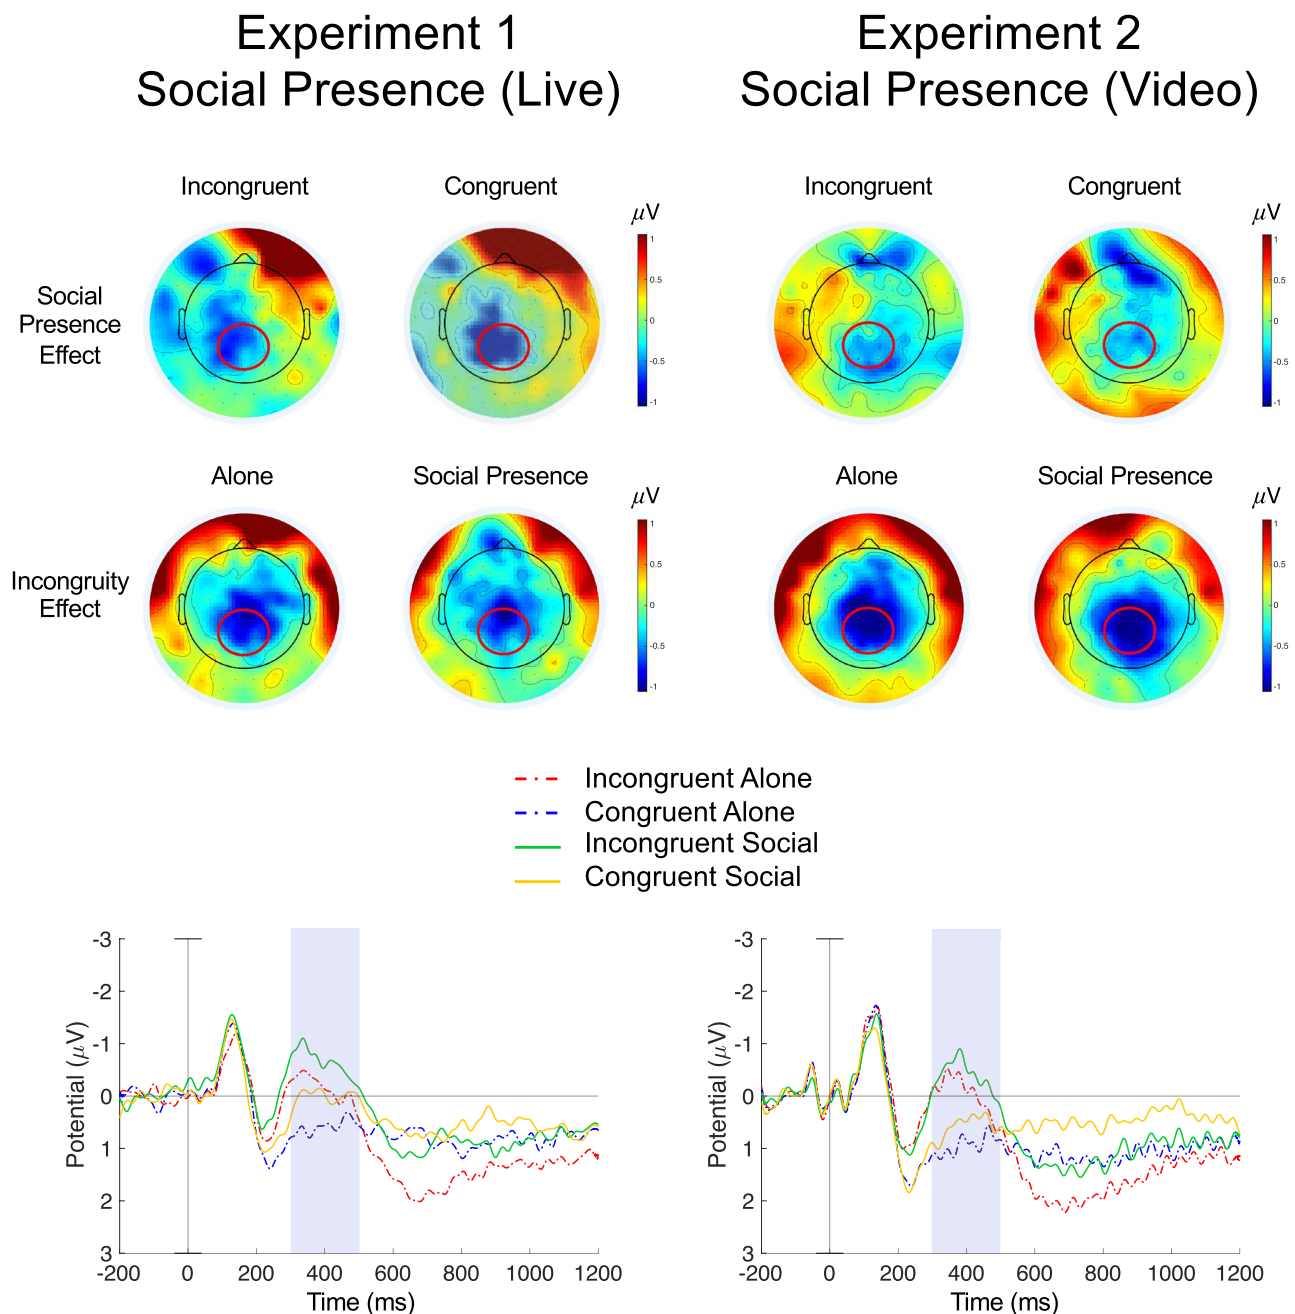 Experiment 1
Social Presence (Live)
Experiment 2
Social Presence (Video)
Incongruent
Congruent
μV
Incongruent
Congruent
μV
Social
Presence
Effect
1
0.5
0
-0.5
-1
1
0.5
0
-0.5
-1
Alone
Social Presence
μV
Alone
Social Presence
μV
Incongruity
Effect
1
0.5
0
-0.5
-1
1
0.5
0
-0.5
-1
Incongruent Alone
Congruent Alone
Incongruent Social
Congruent Social
Potential (μV)
-3
-2
-1
0
1
2
3
-200 0 200 400 600 800 1000 1200
Time (ms)
Potential (μV)
-3
-2
-1
0
1
2
3
-200 0 200 400 600 800 1000 1200
Time (ms)